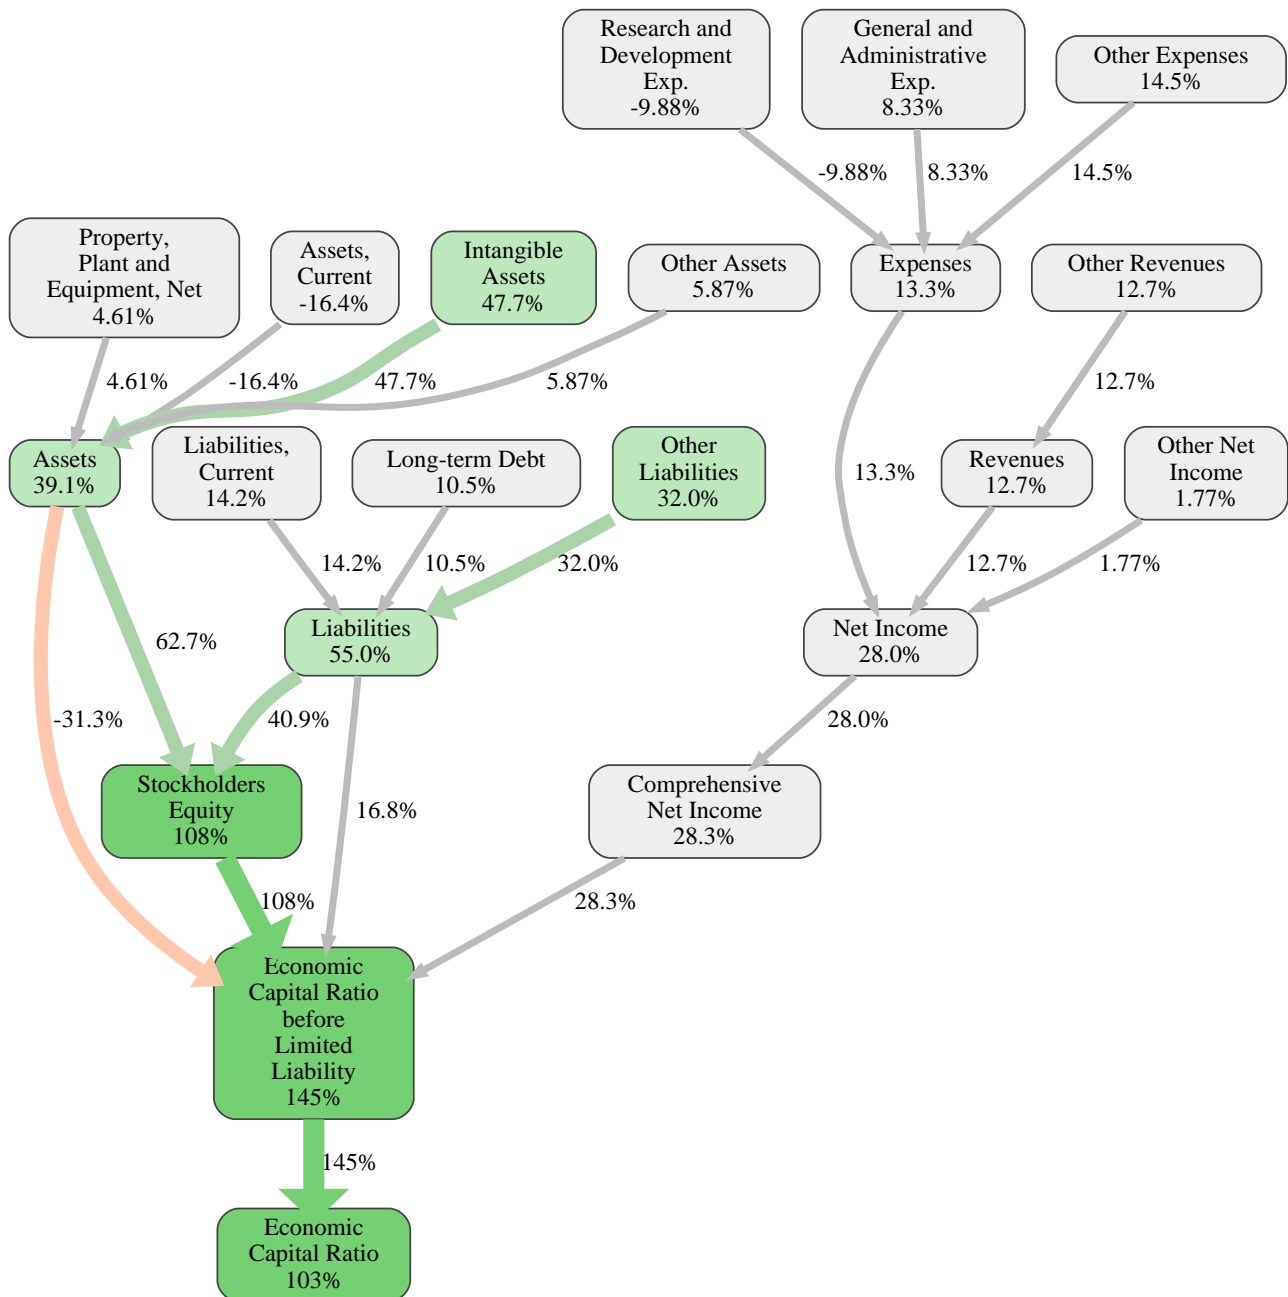 Research and
Development
Exp.
-9.88%
General and
Administrative
Exp.
8.33%
Other Expenses
14.5%
-9.88%
8.33%
14.5%
Property,
Plant and
Equipment, Net
4.61%
Assets,
Current
-16.4%
Intangible
Assets
47.7%
Other Assets
5.87%
Expenses
13.3%
Other Revenues
12.7%
4.61%
-16.4%
47.7%
5.87%
12.7%
Assets
39.1%
Liabilities,
Current
14.2%
Long-term Debt
10.5%
Other
Liabilities
32.0%
13.3%
Revenues
12.7%
Other Net
Income
1.77%
14.2%
10.5%
32.0%
12.7%
1.77%
62.7%
Liabilities
55.0%
Net Income
28.0%
-31.3%
40.9%
28.0%
Stockholders
Equity
108%
16.8%
Comprehensive
Net Income
28.3%
108%
28.3%
Economic
Capital Ratio
before
Limited
Liability
145%
145%
Economic
Capital Ratio
103%